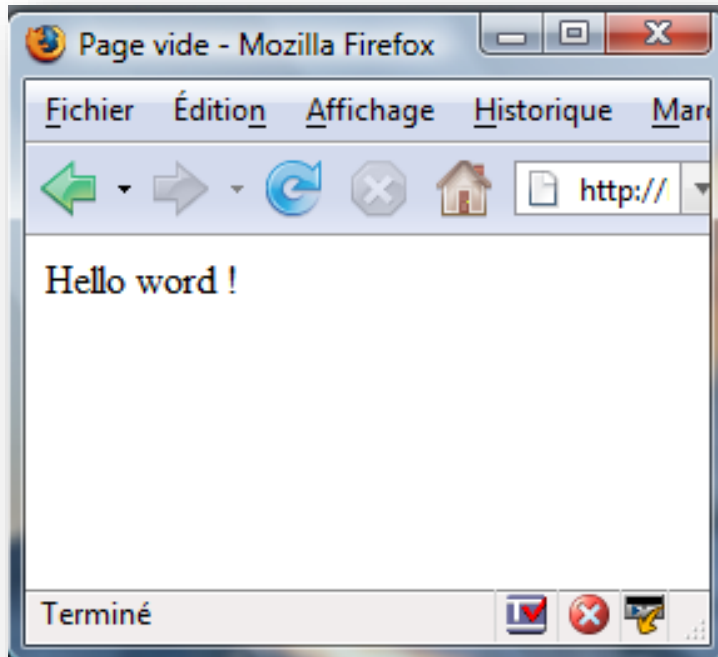 Page vide - Mozilla Firefox
Fichier Édition Affichage Historique
http://
Hello word !
Terminé